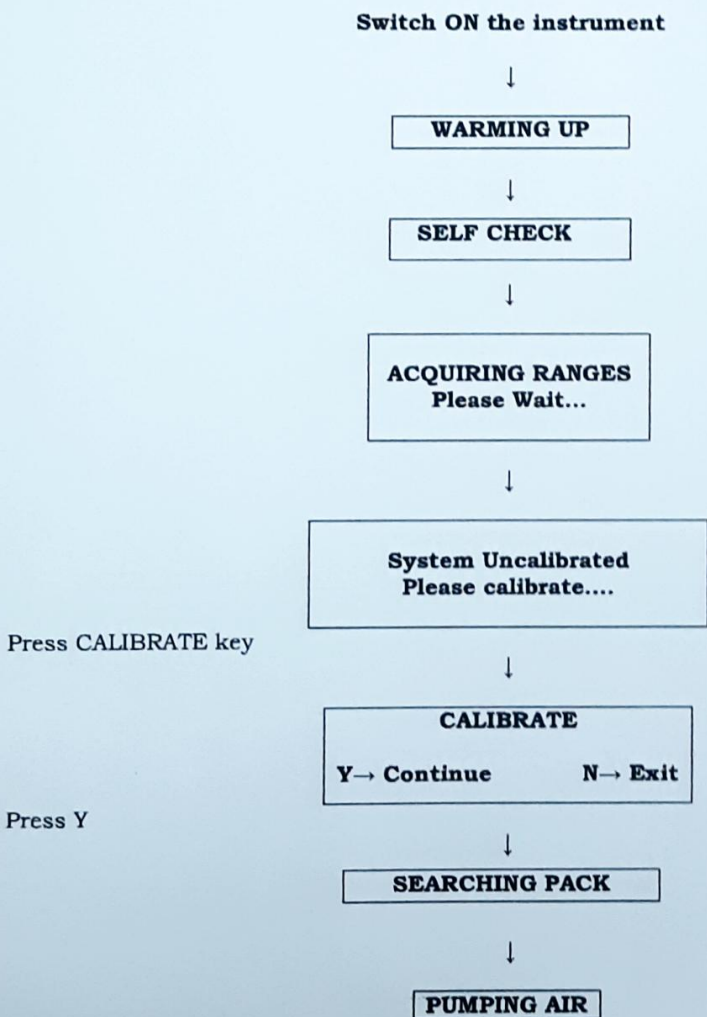 Switch ON the instrument
↓
WARMING UP
↓
SELF CHECK
↓
ACQUIRING RANGES
Please Wait...
↓
System Uncalibrated
Please calibrate....
Press CALIBRATE key
↓
CALIBRATE
Y→ Continue N→ Exit
Press Y
↓
SEARCHING PACK
↓
PUMPING AIR